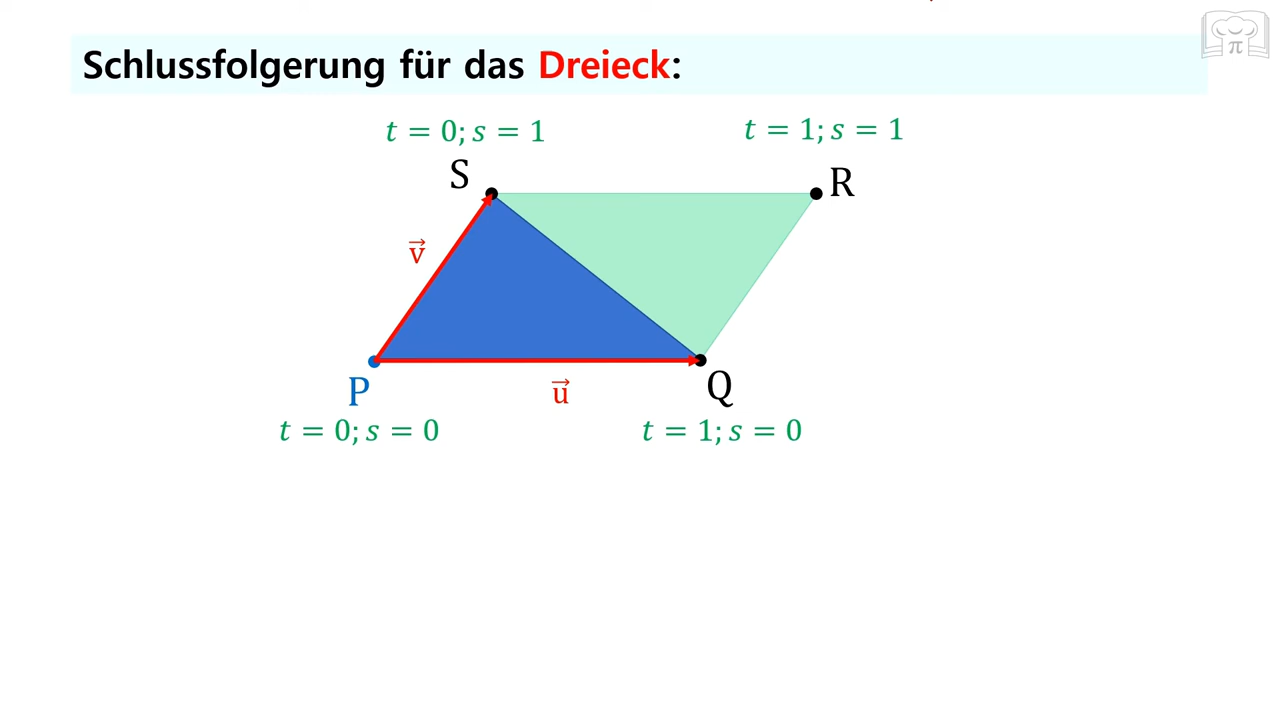 Schlussfolgerung für das Dreieck:
t = 0; s = 1
t = 1; s = 1
S
R
v⃗
P
u⃗
Q
t = 0; s = 0
t = 1; s = 0
π